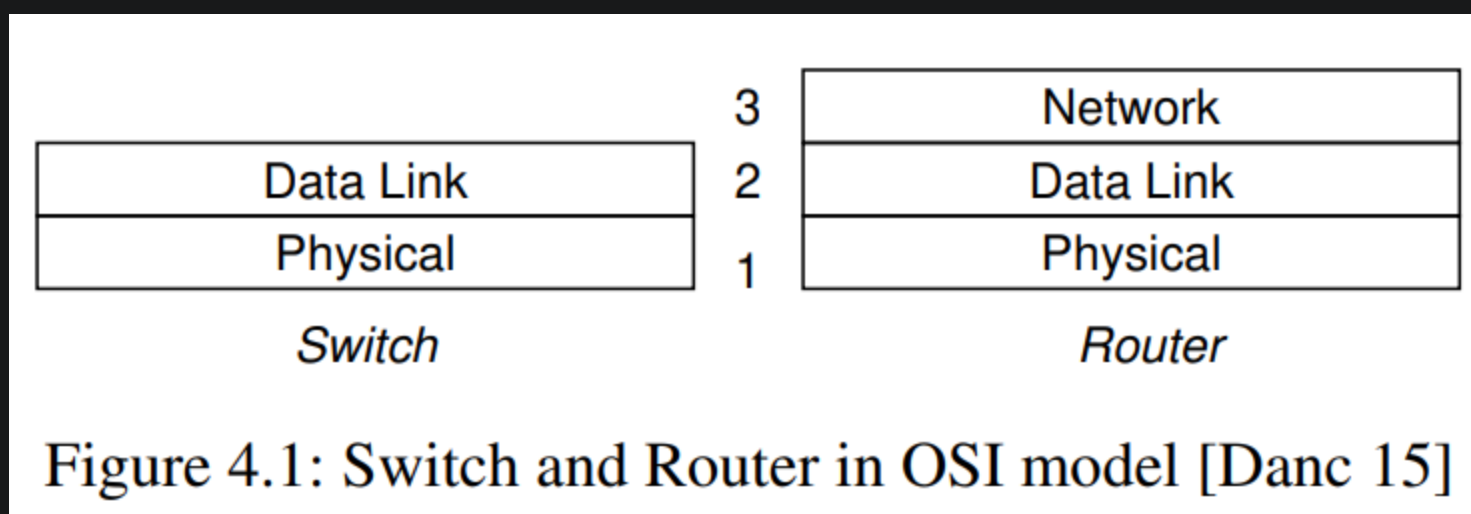 3 Network
Data Link 2 Data Link
Physical 1 Physical
Switch Router
Figure 4.1: Switch and Router in OSI model [Danc 15]